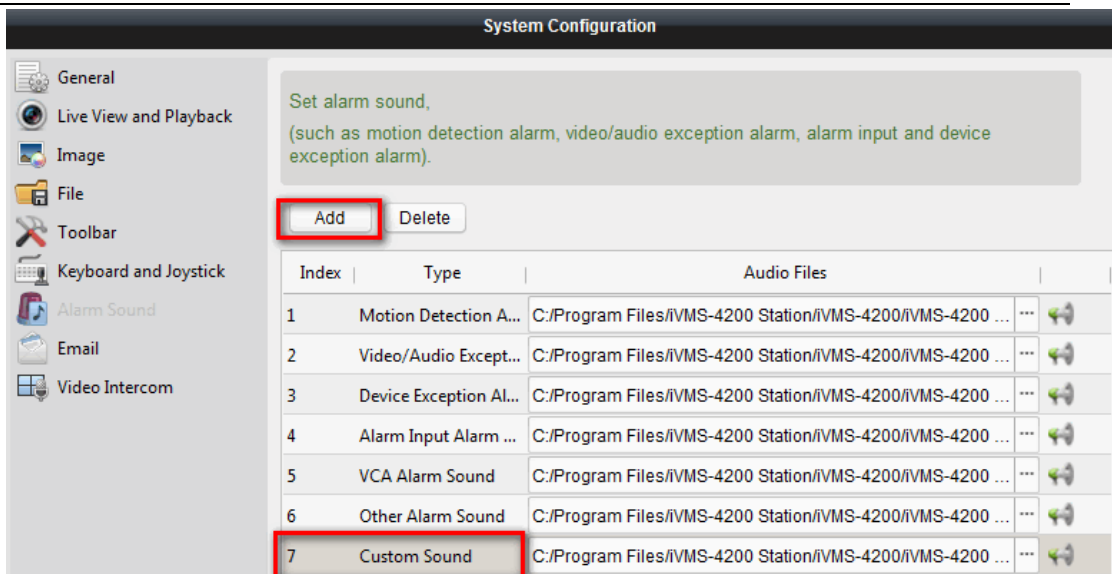 System Configuration
General
Live View and Playback
Image
File
Toolbar
Keyboard and Joystick
Alarm Sound
Email
Video Intercom
Set alarm sound,
(such as motion detection alarm, video/audio exception alarm, alarm input and device
exception alarm).
Add Delete
Index Type Audio Files
1 Motion Detection A... C:/Program Files/iVMS-4200 Station/iVMS-4200/iVMS-4200 ... ...
2 Video/Audio Except... C:/Program Files/iVMS-4200 Station/iVMS-4200/iVMS-4200 ... ...
3 Device Exception Al... C:/Program Files/iVMS-4200 Station/iVMS-4200/iVMS-4200 ... ...
4 Alarm Input Alarm ... C:/Program Files/iVMS-4200 Station/iVMS-4200/iVMS-4200 ... ...
5 VCA Alarm Sound C:/Program Files/iVMS-4200 Station/iVMS-4200/iVMS-4200 ... ...
6 Other Alarm Sound C:/Program Files/iVMS-4200 Station/iVMS-4200/iVMS-4200 ... ...
7 Custom Sound C:/Program Files/iVMS-4200 Station/iVMS-4200/iVMS-4200 ... ...